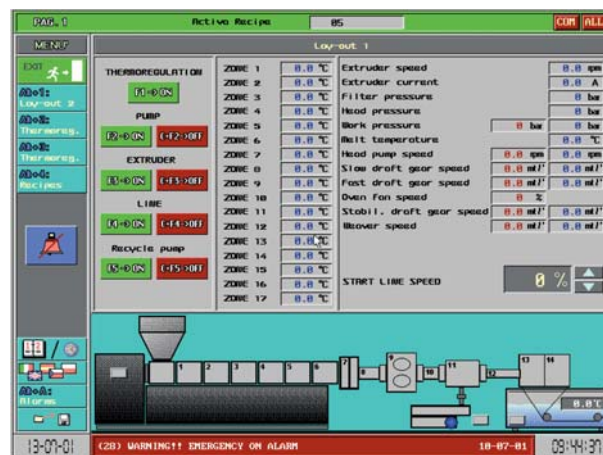 PAG. 1
Active Recipe
05
COM
ALL
MENU'
Lay-out 1
EXIT
THERMOREGULATION
F1->ON
PUMP
F2->ON
C+F2->OFF
EXTRUDER
C+F3->OFF
LINE
F4->ON
C+F4->OFF
Recycle pump
F5->ON
C+F5->OFF
Lay-out 2
Thermoreg.
Thermoreg.
Recipes
Alarms
ZONE 1 0.0 °C
ZONE 2 0.0 °C
ZONE 3 0.0 °C
ZONE 4 0.0 °C
ZONE 5 0.0 °C
ZONE 6 0.0 °C
ZONE 7 0.0 °C
ZONE 8 0.0 °C
ZONE 9 0.0 °C
ZONE 10 0.0 °C
ZONE 11 0.0 °C
ZONE 12 0.0 °C
ZONE 13 0.0 °C
ZONE 14 0.0 °C
ZONE 15 0.0 °C
ZONE 16 0.0 °C
ZONE 17 0.0 °C
Extruder speed 0.0 rpm
Extruder current 0.0 A
Filter pressure 0 bar
Head pressure 0 bar
Work pressure 0 bar 0 bar
Melt temperature 0.0 °C
Head pump speed 0.0 rpm 0.0 rpm
Slow draft gear speed 0.0 mt/' 0.0 mt/'
Fast draft gear speed 0.0 mt/' 0.0 mt/'
Oven fan speed 0 %
Stabil. draft gear speed 0.0 mt/' 0.0 mt/'
Weaver speed 0.0 mt/' 0.0 mt/'
START LINE SPEED 0 %
1 2 3 4 5 6 7 8 9 10 11 12 13 14
0.0°C
13-07-01
(28) WARNING!! EMERGENCY ON ALARM 10-07-01
09:44:37